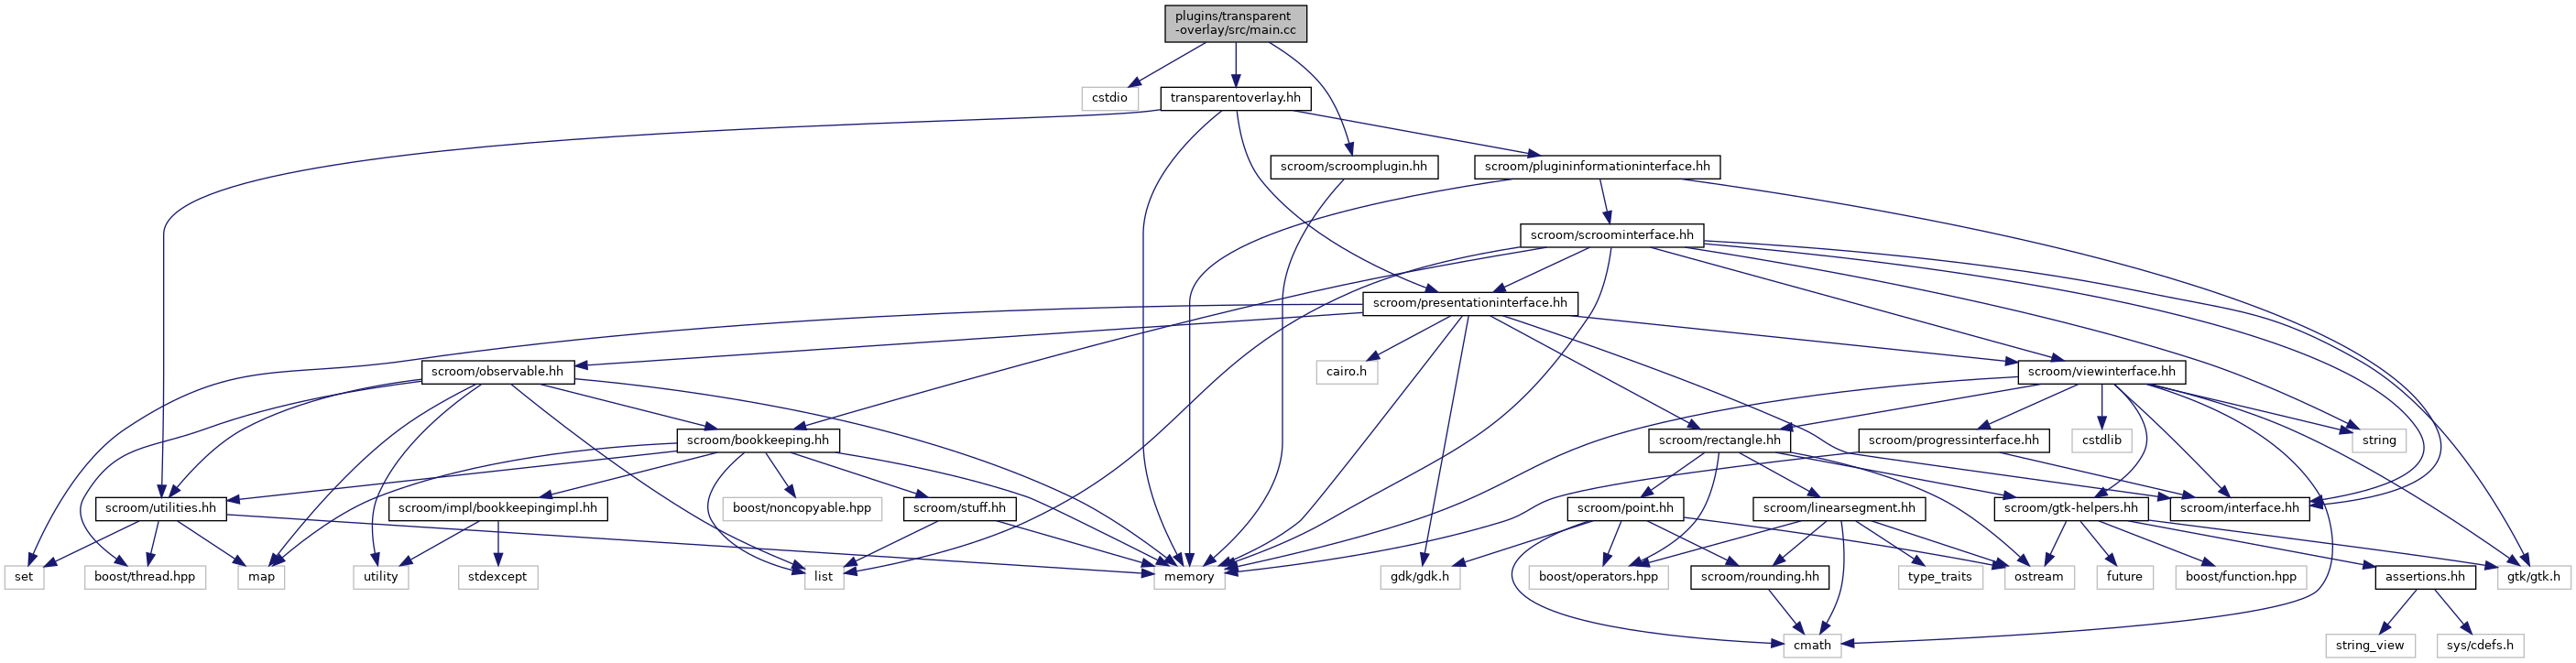 plugins/transparent
-overlay/src/main.cc
cstdio
transparentoverlay.hh
scroom/scroomplugin.hh
scroom/plugininformationinterface.hh
scroom/scroominterface.hh
scroom/presentationinterface.hh
scroom/observable.hh
cairo.h
scroom/viewinterface.hh
scroom/bookkeeping.hh
scroom/rectangle.hh
scroom/progressinterface.hh
cstdlib
string
scroom/utilities.hh
scroom/impl/bookkeepingimpl.hh
boost/noncopyable.hpp
scroom/stuff.hh
scroom/point.hh
scroom/linearsegment.hh
scroom/gtk-helpers.hh
scroom/interface.hh
set
boost/thread.hpp
map
utility
stdexcept
list
memory
gdk/gdk.h
boost/operators.hpp
scroom/rounding.hh
type_traits
ostream
future
boost/function.hpp
assertions.hh
gtk/gtk.h
cmath
string_view
sys/cdefs.h